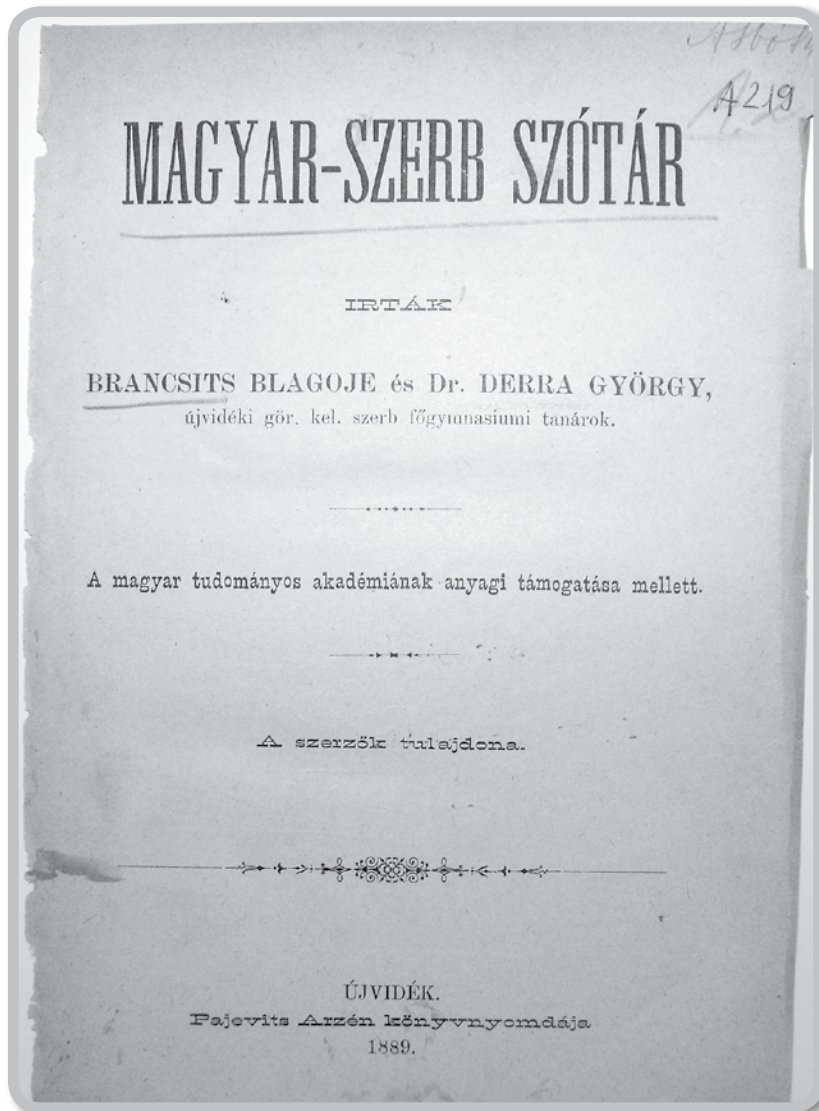 A219
MAGYAR-SZERB SZÓTÁR
IRTÁK
BRANCSITS BLAGOJE és Dr. DERRA GYÖRGY,
újvidéki gör. kel. szerb főgymnasiumi tanárok.
A magyar tudományos akadémiának anyagi támogatása mellett.
A szerzők tulajdona.
ÚJVIDÉK.
Pajevits Arzén könyvnyomdája
1889.